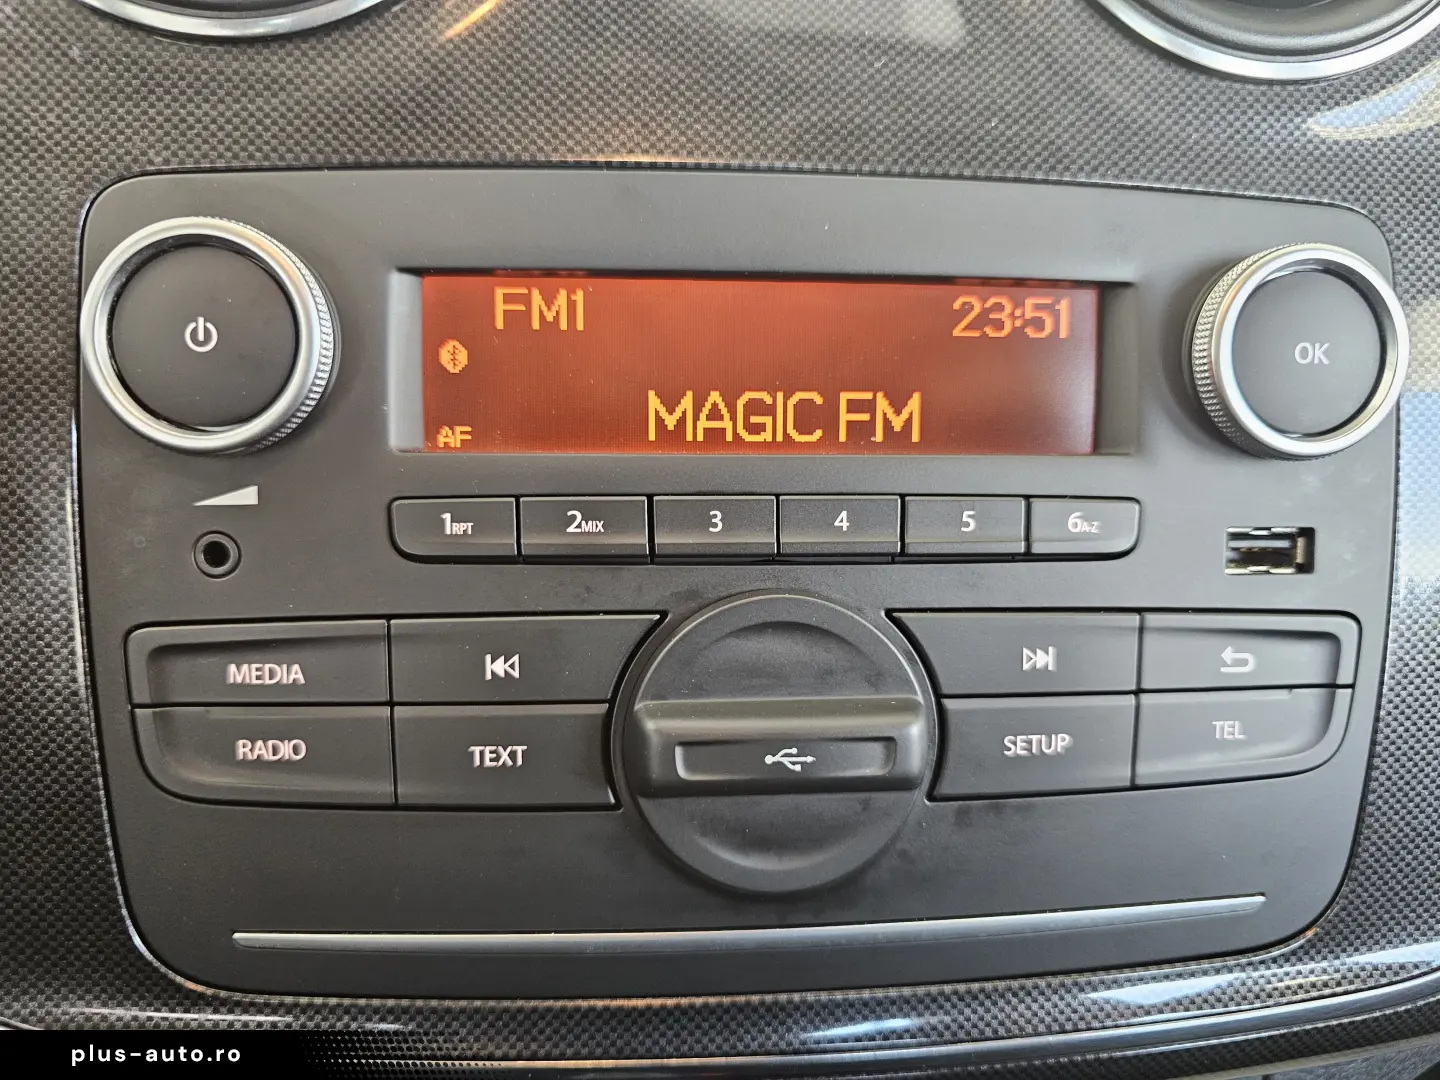 FM1 23:51
MAGIC FM
AF
OK
1RPT 2MIX 3 4 5 6A-Z
MEDIA
RADIO TEXT SETUP TEL
plus-auto.ro